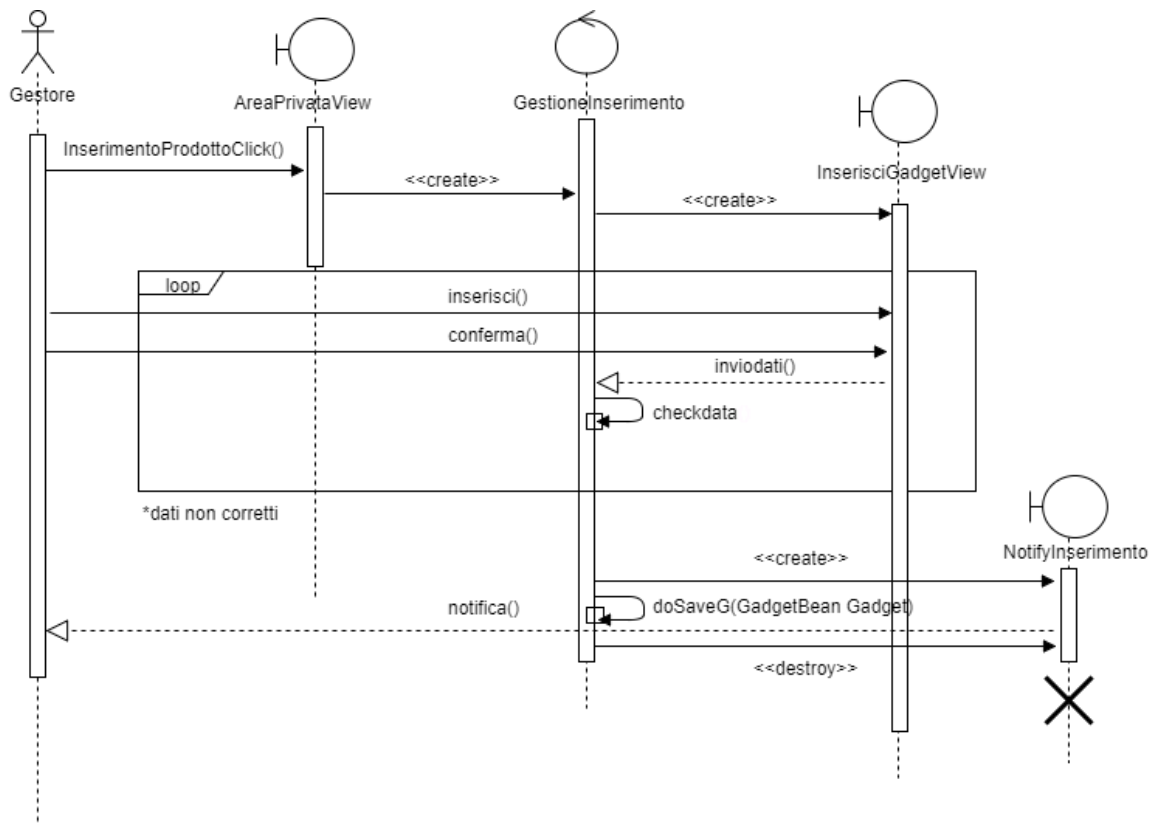 Gestore
AreaPrivataView
GestioneInserimento
InserisciGadgetView
InserimentoProdottoClick()
<<create>>
<<create>>
loop
inserisci()
conferma()
inviodati()
checkdata
*dati non corretti
NotifyInserimento
<<create>>
notifica()
doSaveG(GadgetBean Gadget)
<<destroy>>